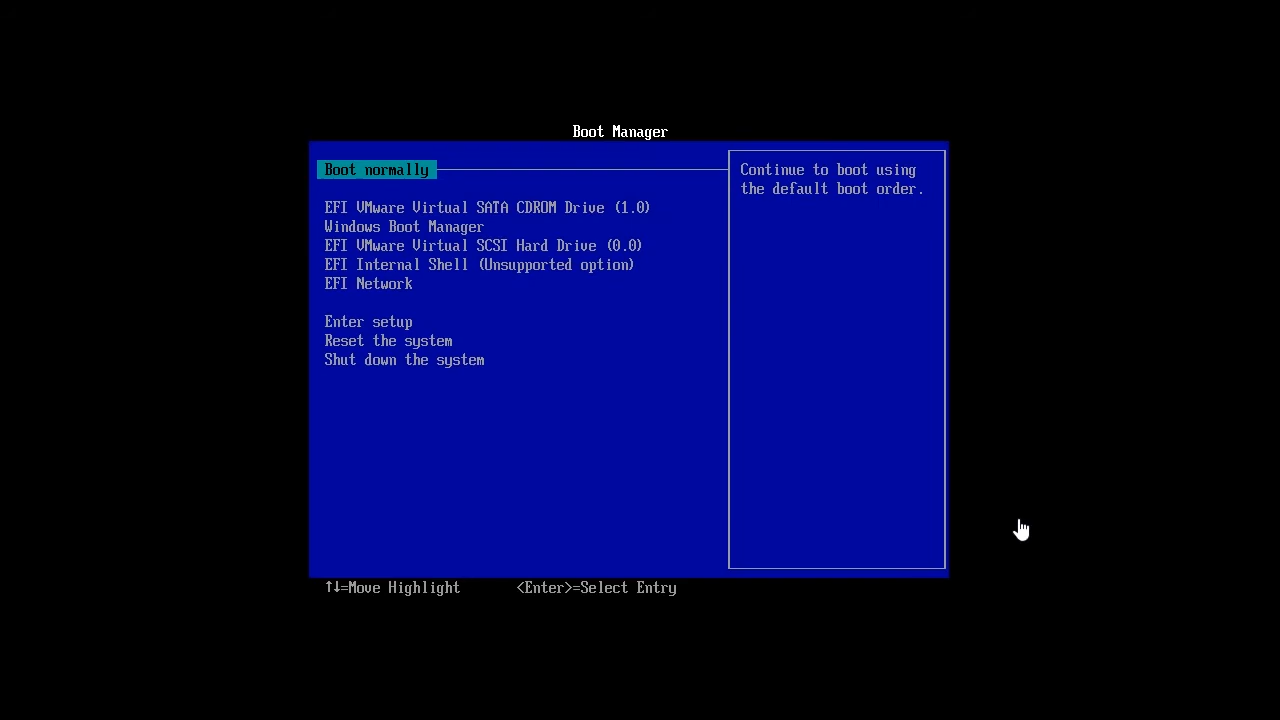 Boot Manager
Boot normally
Continue to boot using
the default boot order.
EFI VMware Virtual SATA CDROM Drive (1.0)
Windows Boot Manager
EFI VMware Virtual SCSI Hard Drive (0.0)
EFI Internal Shell (Unsupported option)
EFI Network
Enter setup
Reset the system
Shut down the system
↑↓=Move Highlight <Enter>=Select Entry